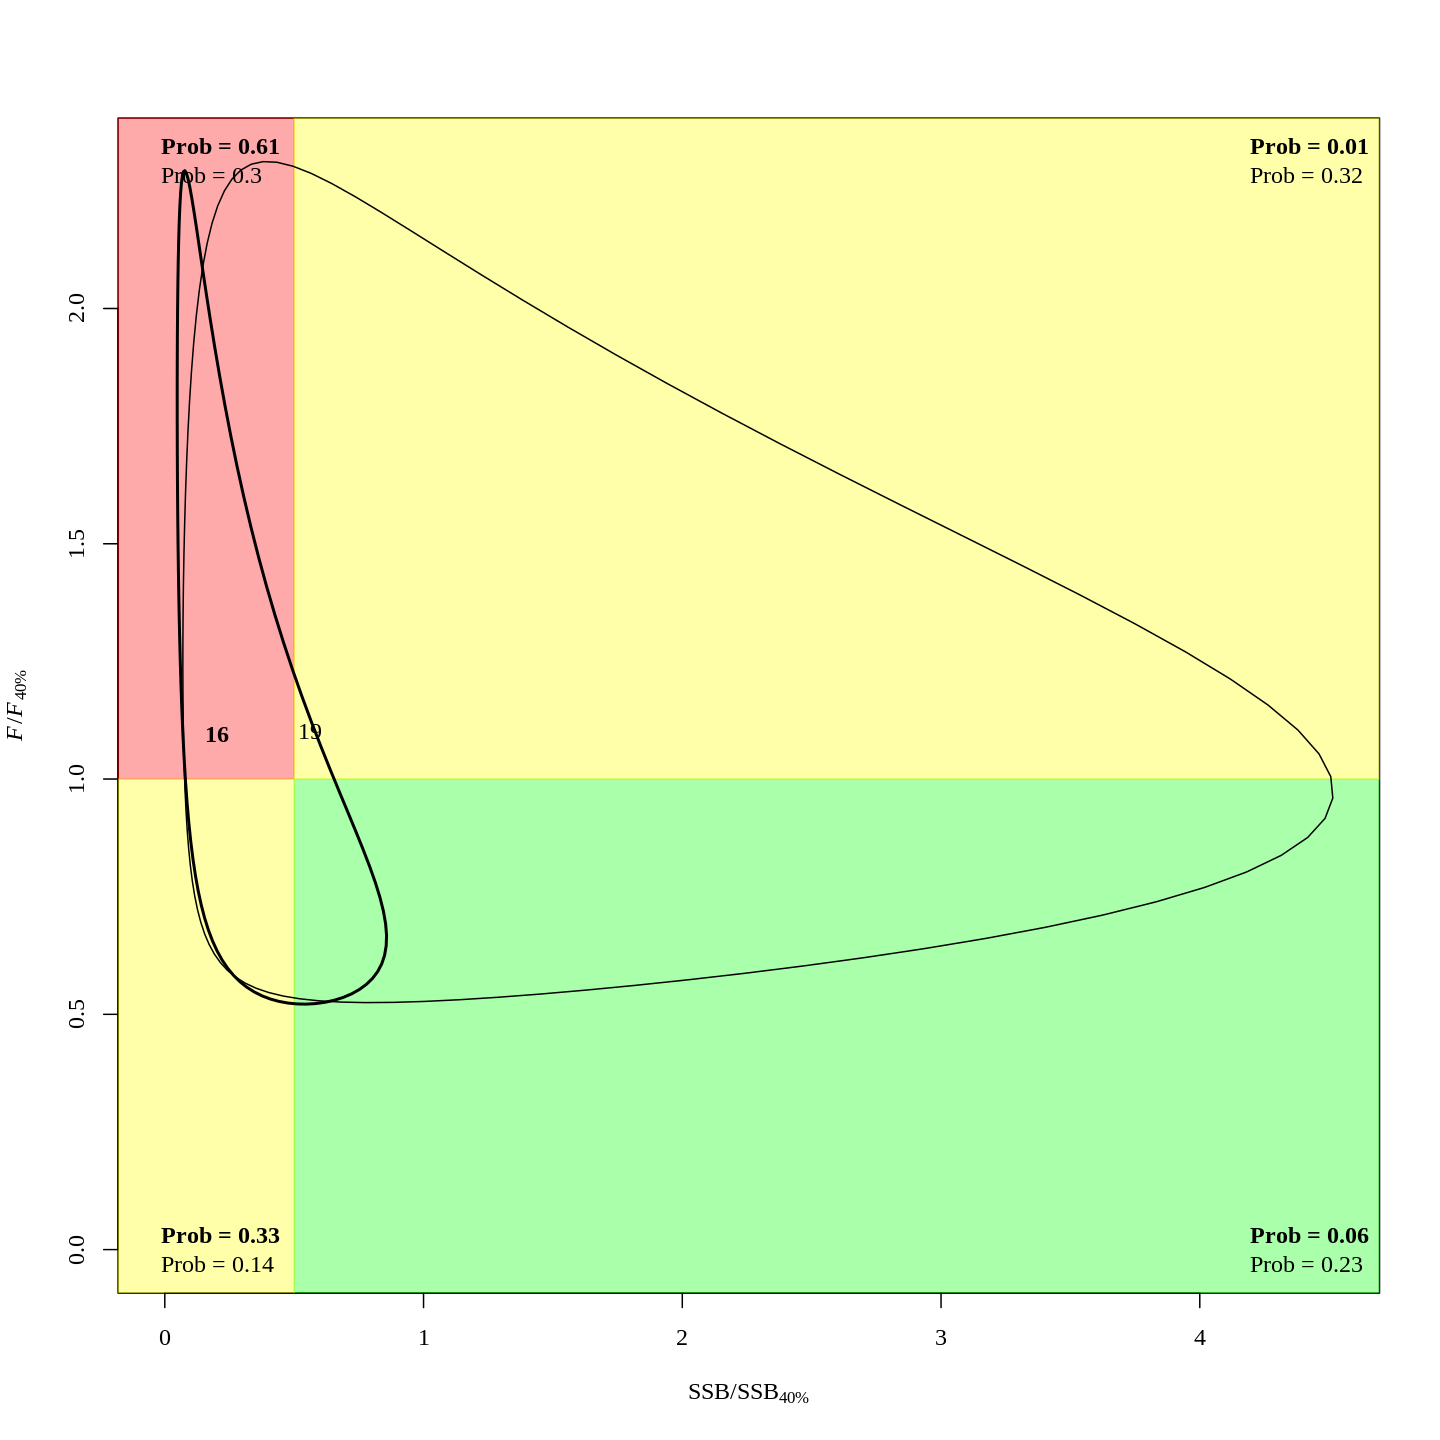 Prob = 0.61
Prob = 0.3
Prob = 0.01
Prob = 0.32
2.0
1.5
1.0
0.5
0.0
F/F40%
16
19
Prob = 0.33
Prob = 0.14
Prob = 0.06
Prob = 0.23
0 1 2 3 4
SSB/SSB40%